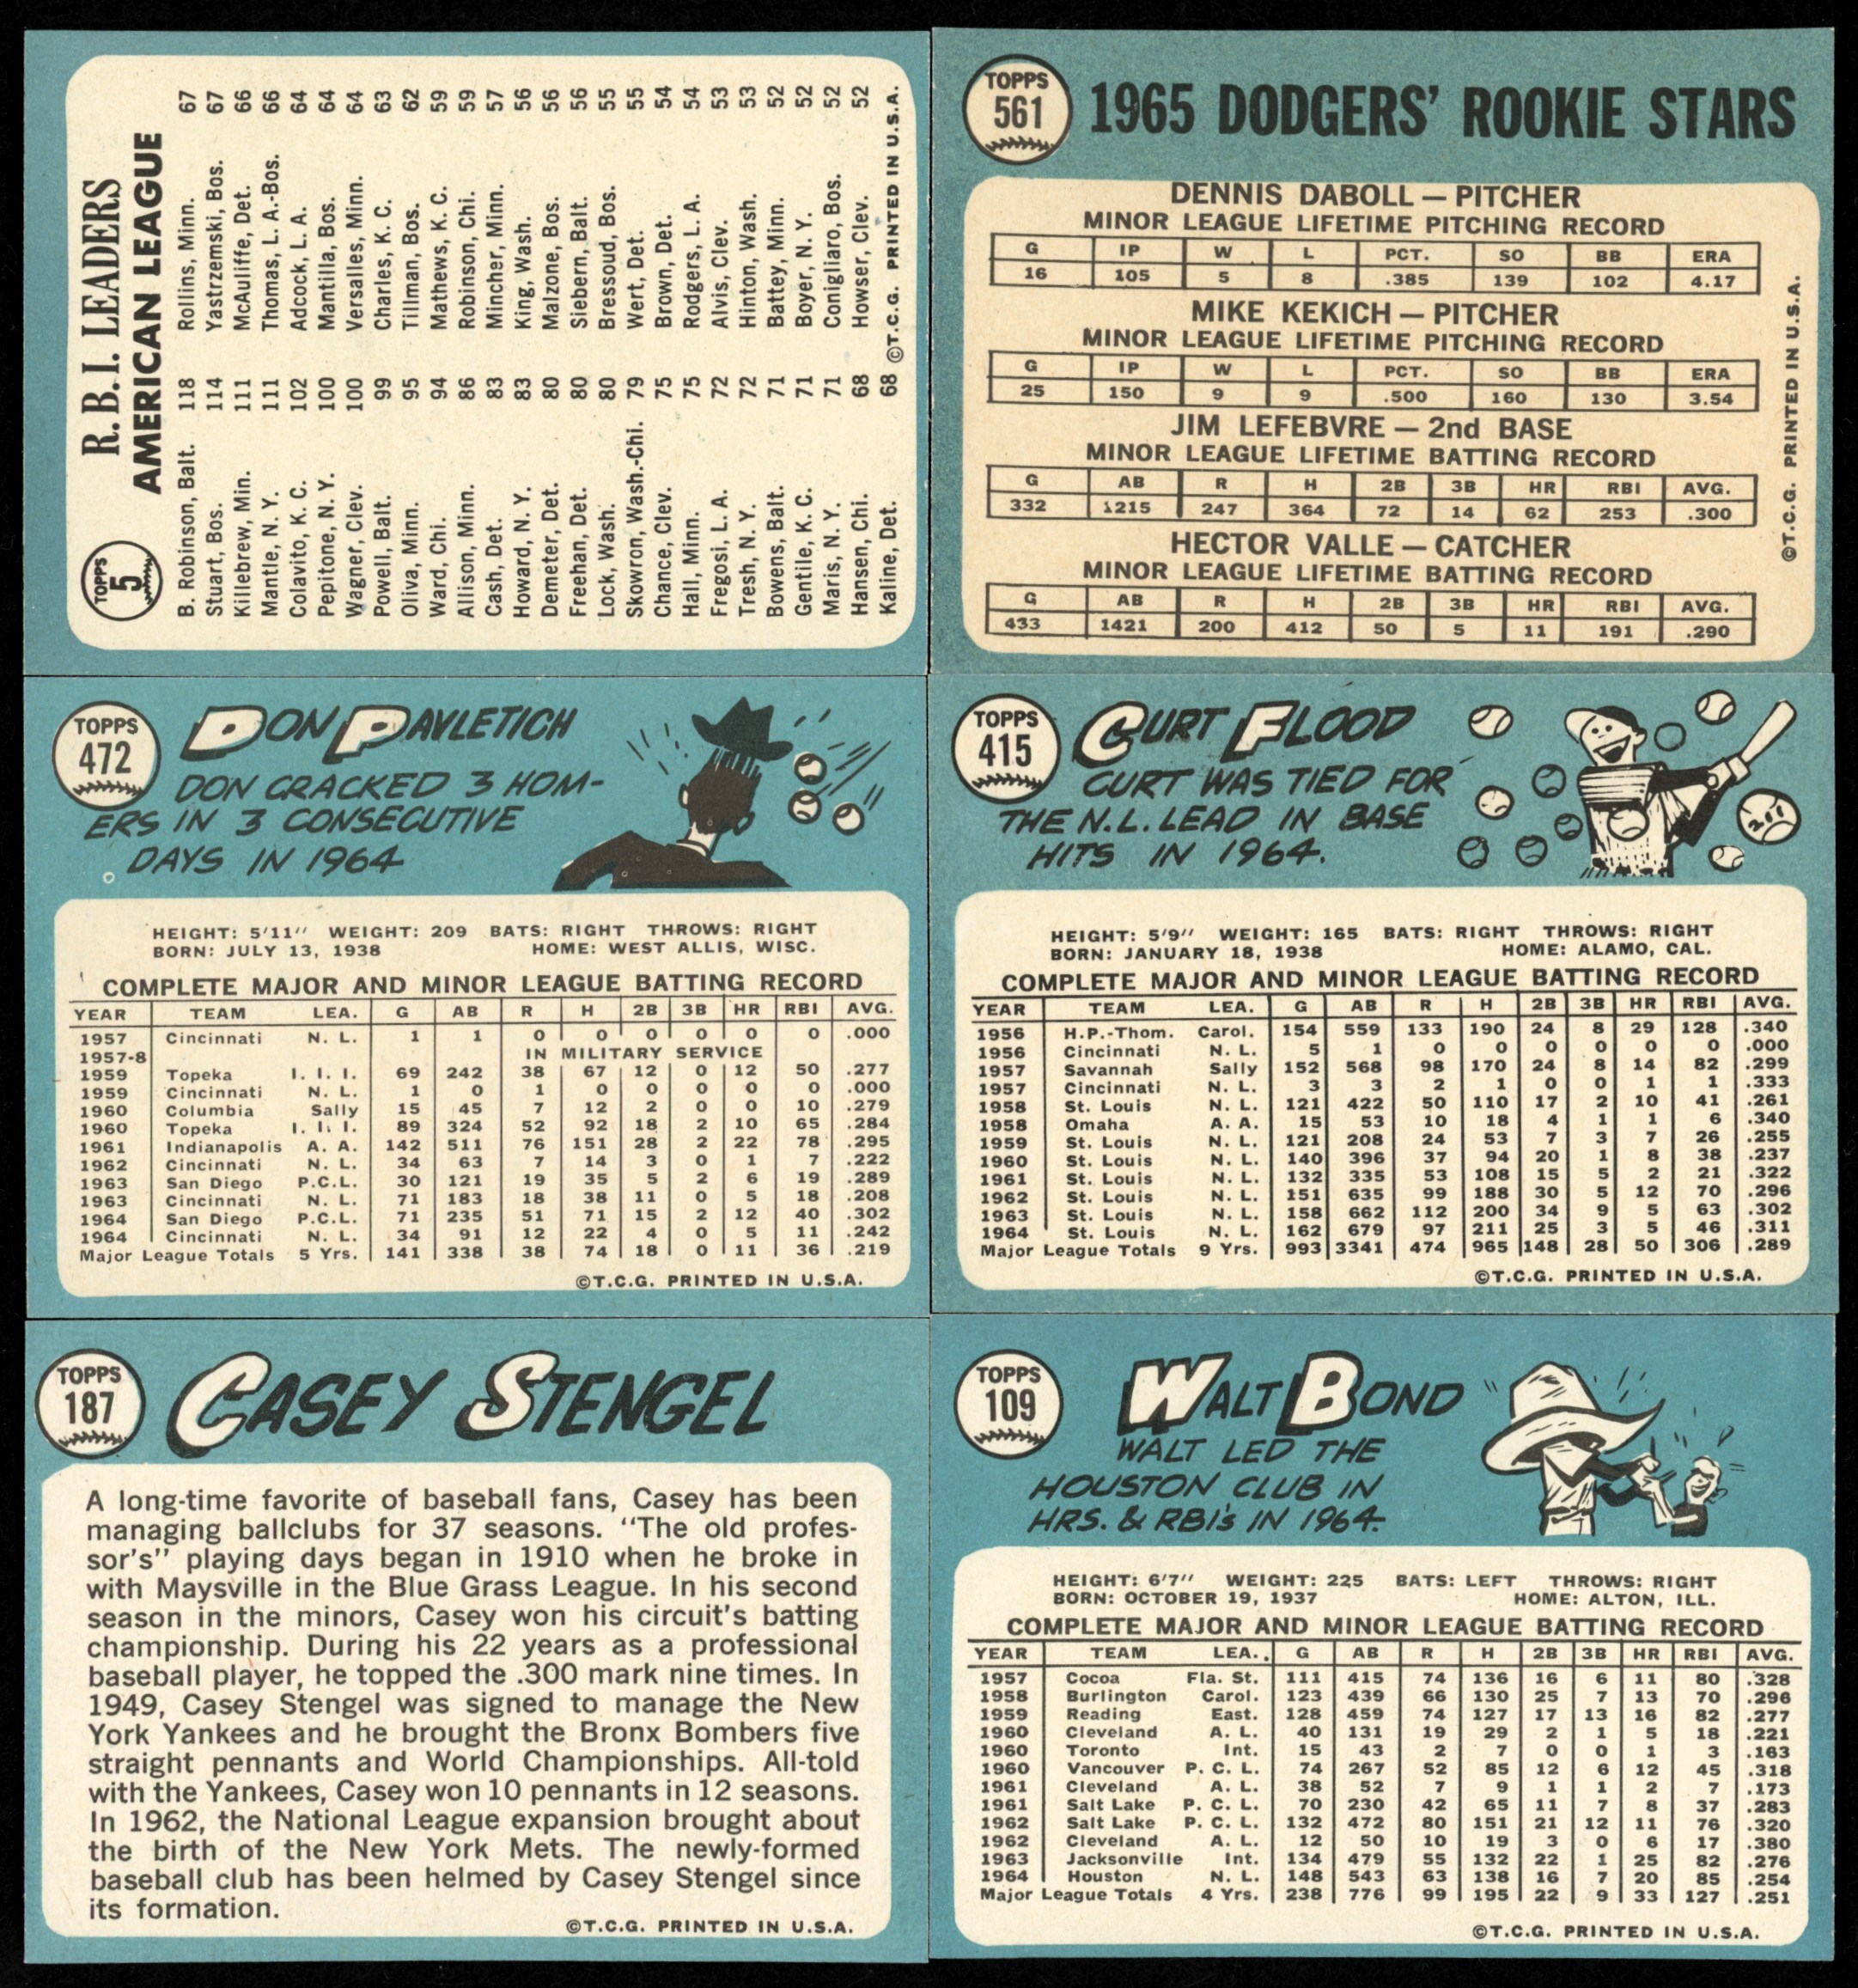 TOPPS
5
R.B.I. LEADERS
AMERICAN LEAGUE
B. Robinson, Balt. 118 Rollins, Minn. 67
Stuart, Bos. 114 Yastrzemski, Bos. 67
Killebrew, Min. 111 McAuliffe, Det. 66
Mantle, N. Y. 111 Thomas, L. A.-Bos. 66
Colavito, K. C. 102 Adcock, L. A. 64
Pepitone, N. Y. 100 Mantilla, Bos. 64
Wagner, Clev. 100 Versalles, Minn. 64
Powell, Balt. 99 Charles, K. C. 63
Oliva, Minn. 95 Tillman, Bos. 62
Ward, Chi. 94 Mathews, K. C. 59
Allison, Minn. 86 Robinson, Chi. 59
Cash, Det. 83 Mincher, Minn. 57
Howard, N. Y. 83 King, Wash. 56
Demeter, Det. 80 Malzone, Bos. 56
Freehan, Det. 80 Siebern, Balt. 56
Lock, Wash. 80 Bressoud, Bos. 55
Skowron, Wash.-Chi. 79 Wert, Det. 55
Chance, Clev. 75 Brown, Det. 54
Hall, Minn. 75 Rodgers, L. A. 54
Fregosi, L. A. 72 Alvis, Clev. 53
Tresh, N. Y. 72 Hinton, Wash. 53
Bowens, Balt. 71 Battey, Minn. 52
Gentile, K. C. 71 Boyer, N. Y. 52
Maris, N. Y. 71 Conigliaro, Bos. 52
Hansen, Chi. 68 Howser, Clev. 52
Kaline, Det. 68 ©T.C.G. PRINTED IN U.S.A.
TOPPS
561
1965 DODGERS' ROOKIE STARS
DENNIS DABOLL — PITCHER
MINOR LEAGUE LIFETIME PITCHING RECORD
G IP W L PCT. SO BB ERA
16 105 5 8 .385 139 102 4.17
MIKE KEKICH — PITCHER
MINOR LEAGUE LIFETIME PITCHING RECORD
G IP W L PCT. SO BB ERA
25 150 9 9 .500 160 130 3.54
JIM LEFEBVRE — 2nd BASE
MINOR LEAGUE LIFETIME BATTING RECORD
G AB R H 2B 3B HR RBI AVG.
332 1215 247 364 72 14 62 253 .300
HECTOR VALLE — CATCHER
MINOR LEAGUE LIFETIME BATTING RECORD
G AB R H 2B 3B HR RBI AVG.
433 1421 200 412 50 5 11 191 .290
©T.C.G. PRINTED IN U.S.A.
TOPPS
472
DON PAVLETICH
DON CRACKED 3 HOM-
ERS IN 3 CONSECUTIVE
DAYS IN 1964
HEIGHT: 5'11" WEIGHT: 209 BATS: RIGHT THROWS: RIGHT
BORN: JULY 13, 1938 HOME: WEST ALLIS, WISC.
COMPLETE MAJOR AND MINOR LEAGUE BATTING RECORD
YEAR TEAM LEA. G AB R H 2B 3B HR RBI AVG.
1957 Cincinnati N. L. 1 1 0 0 0 0 0 0 .000
1957-8 IN MILITARY SERVICE
1959 Topeka I. I. I. 69 242 38 67 12 0 12 50 .277
1959 Cincinnati N. L. 1 0 1 0 0 0 0 0 .000
1960 Columbia Sally 15 45 7 12 2 0 0 10 .279
1960 Topeka I. I. I. 89 324 52 92 18 2 10 65 .284
1961 Indianapolis A. A. 142 511 76 151 28 2 22 78 .295
1962 Cincinnati N. L. 34 63 7 14 3 0 1 7 .222
1963 San Diego P.C.L. 30 121 19 35 5 2 6 19 .289
1963 Cincinnati N. L. 71 183 18 38 11 0 5 18 .208
1964 San Diego P.C.L. 71 235 51 71 15 2 12 40 .302
1964 Cincinnati N. L. 34 91 12 22 4 0 5 11 .242
Major League Totals 5 Yrs. 141 338 38 74 18 0 11 36 .219
©T.C.G. PRINTED IN U.S.A.
TOPPS
415
CURT FLOOD
CURT WAS TIED FOR
THE N.L. LEAD IN BASE
HITS IN 1964.
211
HEIGHT: 5'9" WEIGHT: 165 BATS: RIGHT THROWS: RIGHT
BORN: JANUARY 18, 1938 HOME: ALAMO, CAL.
COMPLETE MAJOR AND MINOR LEAGUE BATTING RECORD
YEAR TEAM LEA. G AB R H 2B 3B HR RBI AVG.
1956 H.P.-Thom. Carol. 154 559 133 190 24 8 29 128 .340
1956 Cincinnati N. L. 5 1 0 0 0 0 0 0 .000
1957 Savannah Sally 152 568 98 170 24 8 14 82 .299
1957 Cincinnati N. L. 3 3 2 1 0 0 1 1 .333
1958 St. Louis N. L. 121 422 50 110 17 2 10 41 .261
1958 Omaha A. A. 15 53 10 18 4 1 1 6 .340
1959 St. Louis N. L. 121 208 24 53 7 3 7 26 .255
1960 St. Louis N. L. 140 396 37 94 20 1 8 38 .237
1961 St. Louis N. L. 132 335 53 108 15 5 2 21 .322
1962 St. Louis N. L. 151 635 99 188 30 5 12 70 .296
1963 St. Louis N. L. 158 662 112 200 34 9 5 63 .302
1964 St. Louis N. L. 162 679 97 211 25 3 5 46 .311
Major League Totals 9 Yrs. 993 3341 474 965 148 28 50 306 .289
©T.C.G. PRINTED IN U.S.A.
TOPPS
187
CASEY STENGEL
A long-time favorite of baseball fans, Casey has been
managing ballclubs for 37 seasons. "The old profes-
sor's" playing days began in 1910 when he broke in
with Maysville in the Blue Grass League. In his second
season in the minors, Casey won his circuit's batting
championship. During his 22 years as a professional
baseball player, he topped the .300 mark nine times. In
1949, Casey Stengel was signed to manage the New
York Yankees and he brought the Bronx Bombers five
straight pennants and World Championships. All-told
with the Yankees, Casey won 10 pennants in 12 seasons.
In 1962, the National League expansion brought about
the birth of the New York Mets. The newly-formed
baseball club has been helmed by Casey Stengel since
its formation.
©T.C.G. PRINTED IN U.S.A.
TOPPS
109
WALT BOND
WALT LED THE
HOUSTON CLUB IN
HRS. & RBI's IN 1964.
HEIGHT: 6'7" WEIGHT: 225 BATS: LEFT THROWS: RIGHT
BORN: OCTOBER 19, 1937 HOME: ALTON, ILL.
COMPLETE MAJOR AND MINOR LEAGUE BATTING RECORD
YEAR TEAM LEA. G AB R H 2B 3B HR RBI AVG.
1957 Cocoa Fla. St. 111 415 74 136 16 6 11 80 .328
1958 Burlington Carol. 123 439 66 130 25 7 13 70 .296
1959 Reading East. 128 459 74 127 17 13 16 82 .277
1960 Cleveland A. L. 40 131 19 29 2 1 5 18 .221
1960 Toronto Int. 15 43 2 7 0 0 1 3 .163
1960 Vancouver P. C. L. 74 267 52 85 12 6 12 45 .318
1961 Cleveland A. L. 38 52 7 9 1 1 2 7 .173
1961 Salt Lake P. C. L. 70 230 42 65 11 7 8 37 .283
1962 Salt Lake P. C. L. 132 472 80 151 21 12 11 76 .320
1962 Cleveland A. L. 12 50 10 19 3 0 6 17 .380
1963 Jacksonville Int. 134 479 55 132 22 1 25 82 .276
1964 Houston N. L. 148 543 63 138 16 7 20 85 .254
Major League Totals 4 Yrs. 238 776 99 195 22 9 33 127 .251
©T.C.G. PRINTED IN U.S.A.